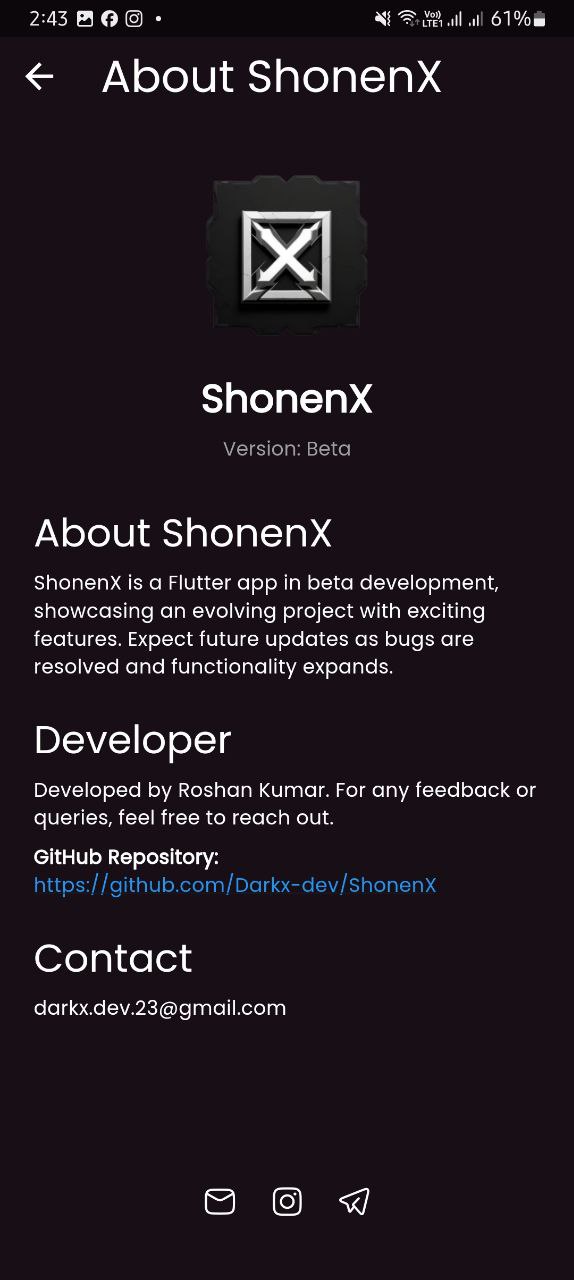 2:43
Vo)) LTE1 61%
About ShonenX
X
ShonenX
Version: Beta
About ShonenX
ShonenX is a Flutter app in beta development,
showcasing an evolving project with exciting
features. Expect future updates as bugs are
resolved and functionality expands.
Developer
Developed by Roshan Kumar. For any feedback or
queries, feel free to reach out.
GitHub Repository:
https://github.com/Darkx-dev/ShonenX
Contact
darkx.dev.23@gmail.com